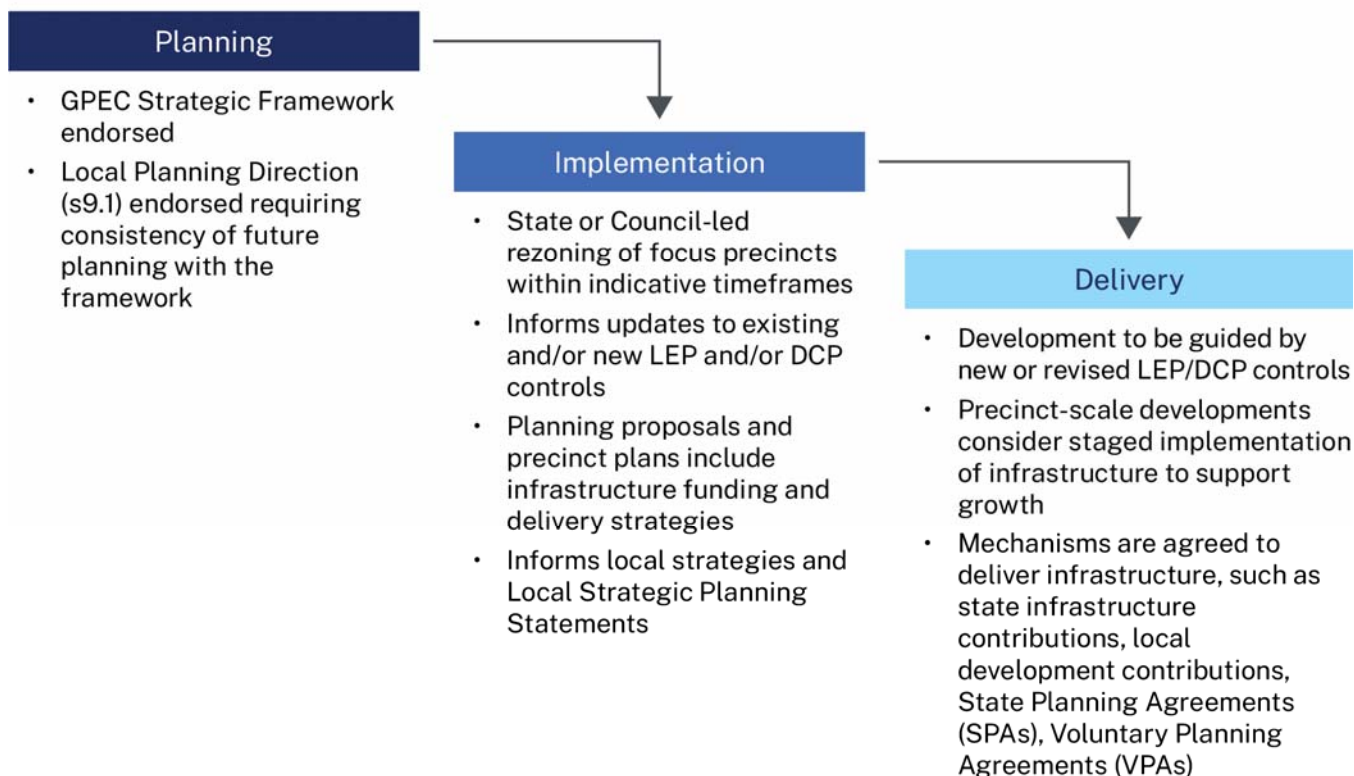 Planning
• GPEC Strategic Framework
endorsed
• Local Planning Direction
(s9.1) endorsed requiring
consistency of future
planning with the
framework
Implementation
• State or Council-led
rezoning of focus precincts
within indicative timeframes
• Informs updates to existing
and/or new LEP and/or DCP
controls
• Planning proposals and
precinct plans include
infrastructure funding and
delivery strategies
• Informs local strategies and
Local Strategic Planning
Statements
Delivery
• Development to be guided by
new or revised LEP/DCP controls
• Precinct-scale developments
consider staged implementation
of infrastructure to support
growth
• Mechanisms are agreed to
deliver infrastructure, such as
state infrastructure
contributions, local
development contributions,
State Planning Agreements
(SPAs), Voluntary Planning
Agreements (VPAs)